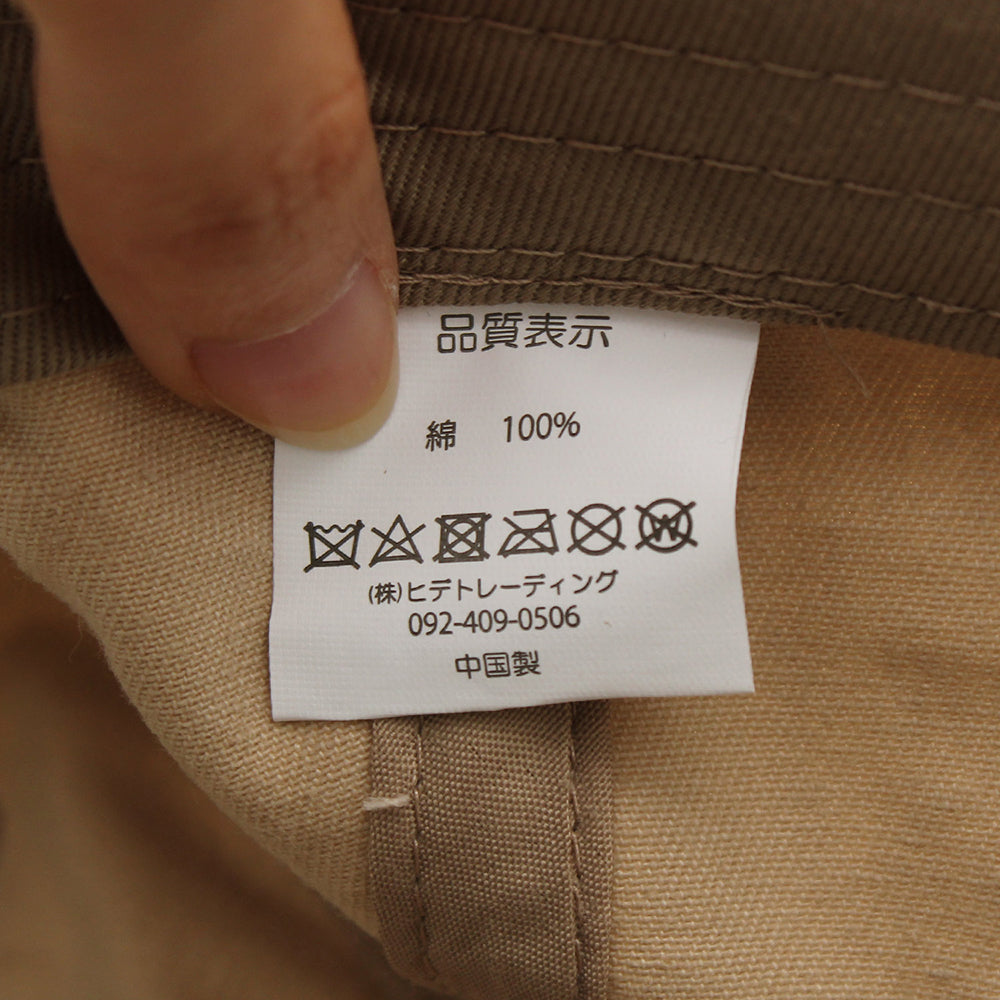 品質表示
綿 100%
(株)ヒデトレーディング
092-409-0506
中国製